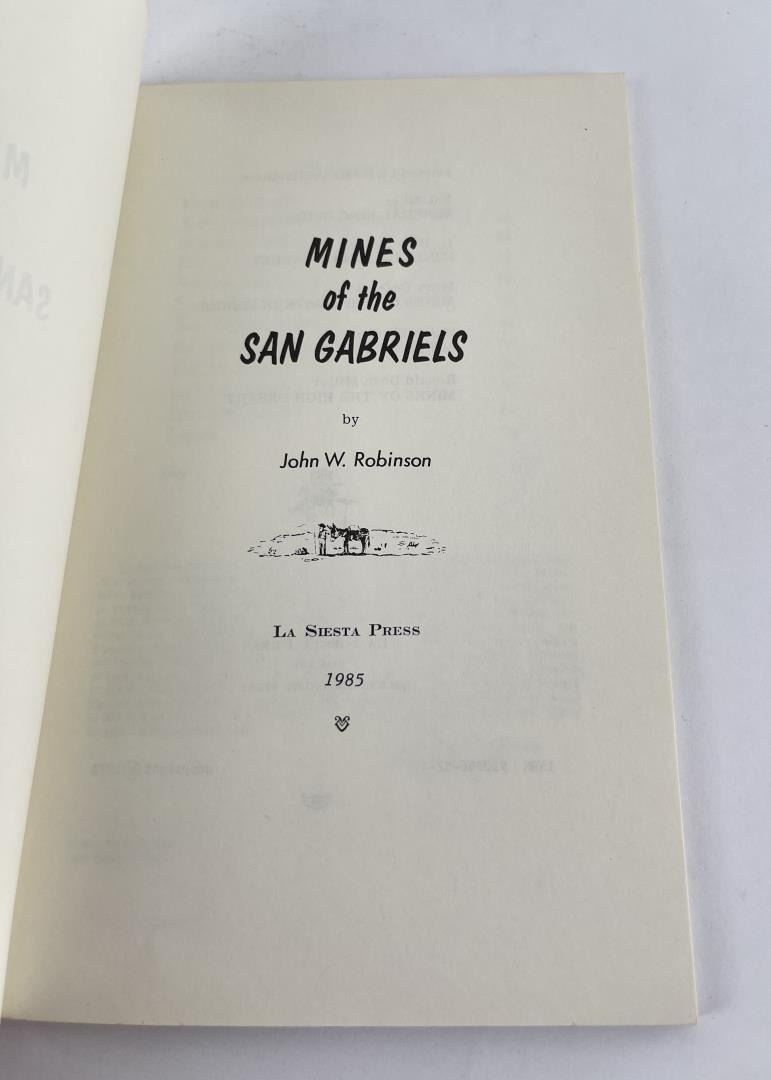 MINES
of the
SAN GABRIELS
by
John W. Robinson
LA SIESTA PRESS
1985